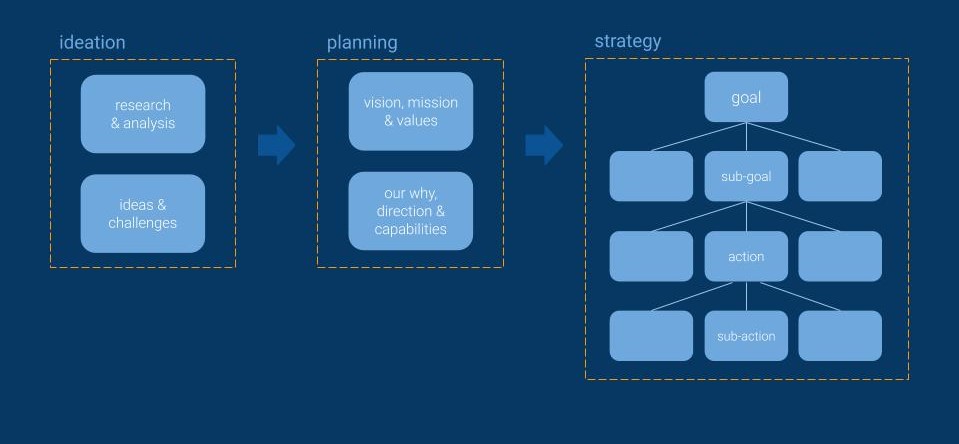 ideation
research
& analysis
ideas &
challenges
planning
vision, mission
& values
our why,
direction &
capabilities
strategy
goal
sub-goal
action
sub-action